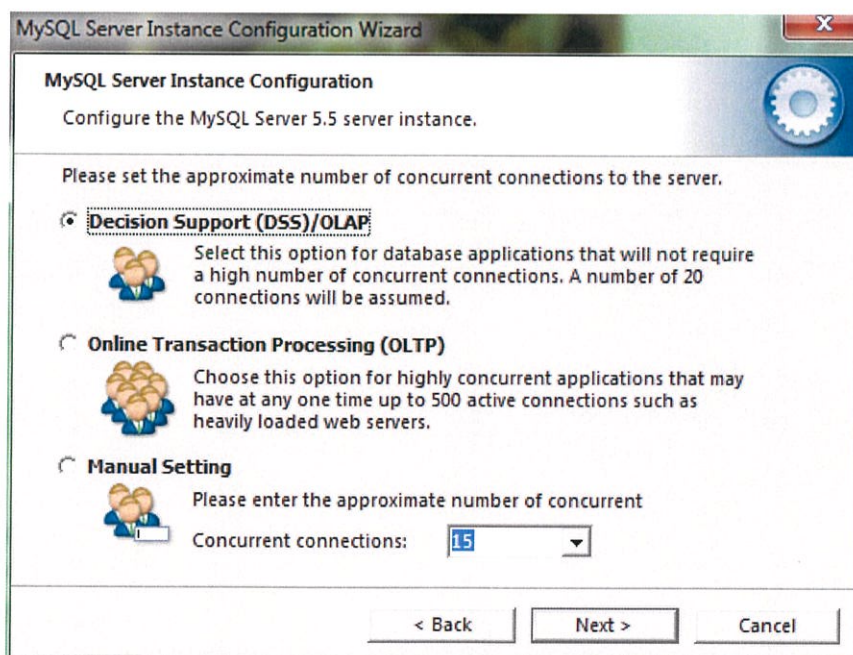 MySQL Server Instance Configuration Wizard
MySQL Server Instance Configuration
Configure the MySQL Server 5.5 server instance.
Please set the approximate number of concurrent connections to the server.
Decision Support (DSS)/OLAP
Select this option for database applications that will not require
a high number of concurrent connections. A number of 20
connections will be assumed.
Online Transaction Processing (OLTP)
Choose this option for highly concurrent applications that may
have at any one time up to 500 active connections such as
heavily loaded web servers.
Manual Setting
Please enter the approximate number of concurrent
Concurrent connections: 15
< Back Next > Cancel